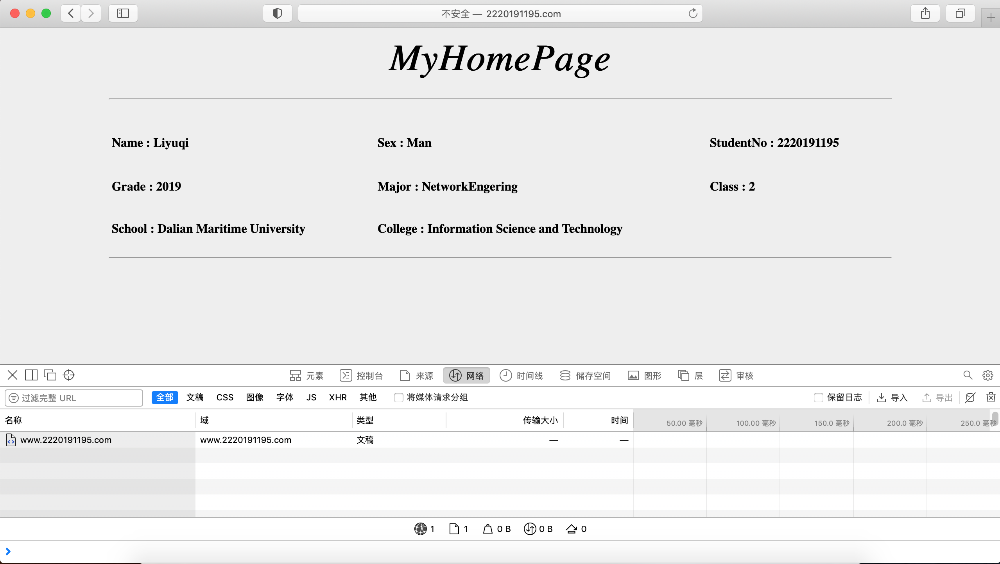 不安全 — 2220191195.com
MyHomePage
Name : Liyuqi Sex : Man StudentNo : 2220191195
Grade : 2019 Major : NetworkEngering Class : 2
School : Dalian Maritime University College : Information Science and Technology
元素 控制台 来源 网络 时间线 储存空间 图形 层 审核
过滤完整 URL 全部 文稿 CSS 图像 字体 JS XHR 其他 将媒体请求分组 保留日志 导入 导出
名称 域 类型 传输大小 时间 50.00 毫秒 100.00 毫秒 150.0 毫秒 200.0 毫秒 250.0 毫秒
www.2220191195.com www.2220191195.com 文稿 — —
1 1 0 B 0 B 0